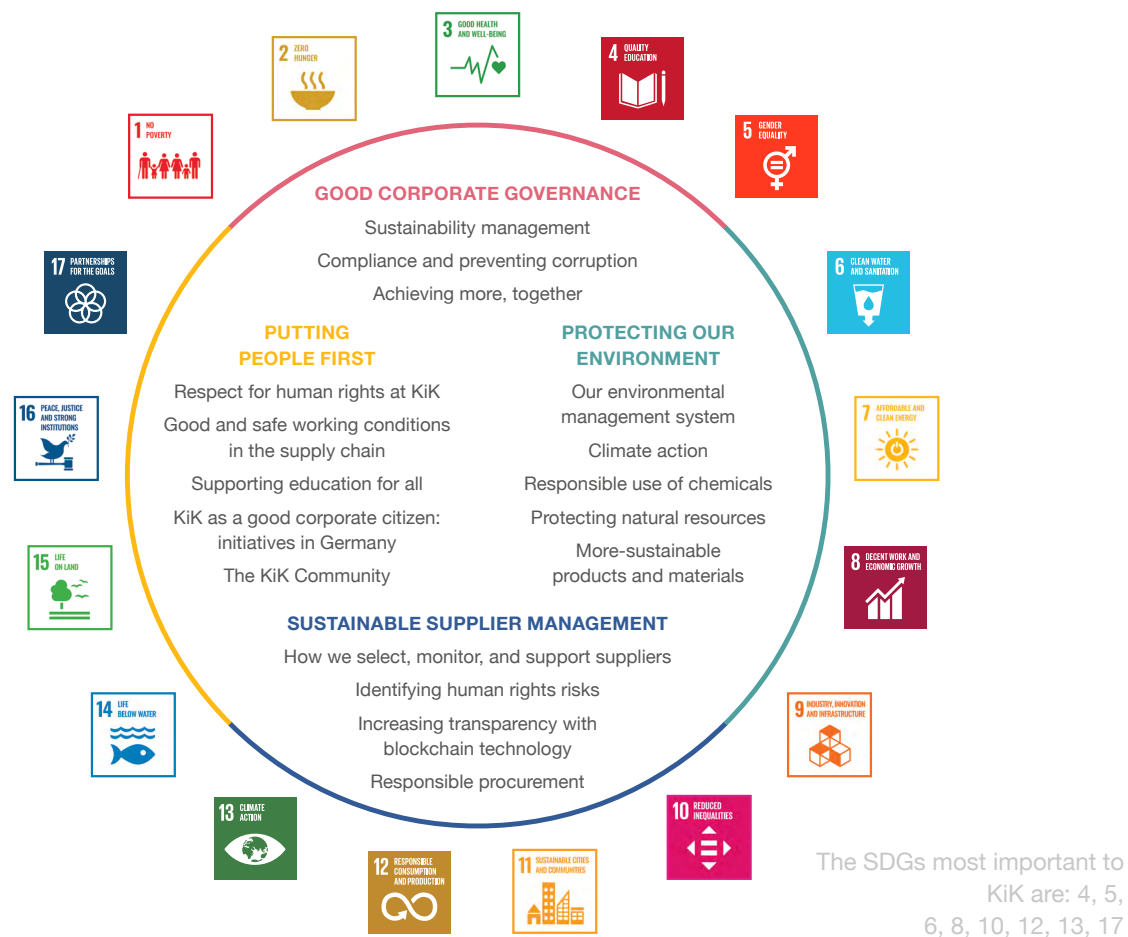 1 NO
POVERTY
2 ZERO
HUNGER
3 GOOD HEALTH
AND WELL-BEING
4 QUALITY
EDUCATION
5 GENDER
EQUALITY
6 CLEAN WATER
AND SANITATION
7 AFFORDABLE AND
CLEAN ENERGY
8 DECENT WORK AND
ECONOMIC GROWTH
9 INDUSTRY, INNOVATION
AND INFRASTRUCTURE
10 REDUCED
INEQUALITIES
11 SUSTAINABLE CITIES
AND COMMUNITIES
12 RESPONSIBLE
CONSUMPTION
AND PRODUCTION
13 CLIMATE
ACTION
14 LIFE
BELOW WATER
15 LIFE
ON LAND
16 PEACE, JUSTICE
AND STRONG
INSTITUTIONS
17 PARTNERSHIPS
FOR THE GOALS
GOOD CORPORATE GOVERNANCE
Sustainability management
Compliance and preventing corruption
Achieving more, together
PUTTING
PEOPLE FIRST
Respect for human rights at KiK
Good and safe working conditions
in the supply chain
Supporting education for all
KiK as a good corporate citizen:
initiatives in Germany
The KiK Community
PROTECTING OUR
ENVIRONMENT
Our environmental
management system
Climate action
Responsible use of chemicals
Protecting natural resources
More-sustainable
products and materials
SUSTAINABLE SUPPLIER MANAGEMENT
How we select, monitor, and support suppliers
Identifying human rights risks
Increasing transparency with
blockchain technology
Responsible procurement
The SDGs most important to
KiK are: 4, 5,
6, 8, 10, 12, 13, 17